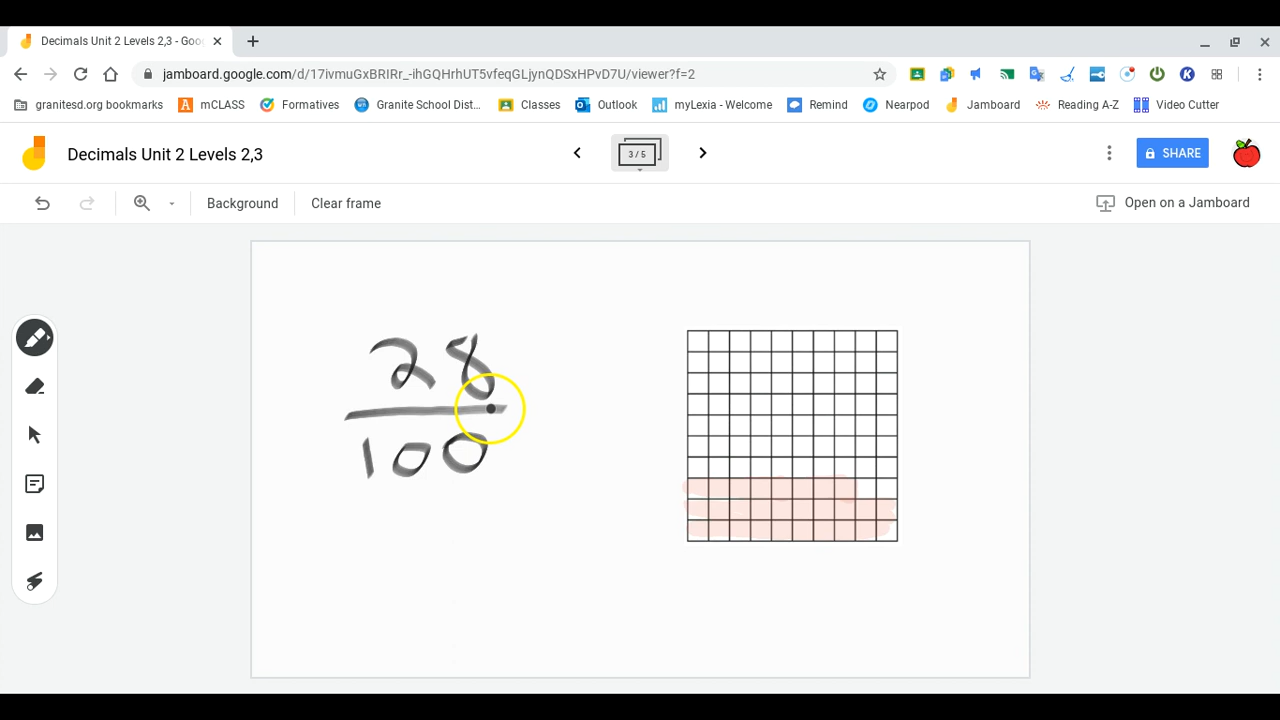 Decimals Unit 2 Levels 2,3 - Goo
jamboard.google.com/d/17ivmuGxBRIRr_-ihGQHrhUT5vfeqGLjynQDSxHPvD7U/viewer?f=2
granitesd.org bookmarks mCLASS Formatives Granite School Dist... Classes Outlook myLexia - Welcome Remind Nearpod Jamboard Reading A-Z Video Cutter
Decimals Unit 2 Levels 2,3
3 / 5
SHARE
Background Clear frame
Open on a Jamboard
28
100